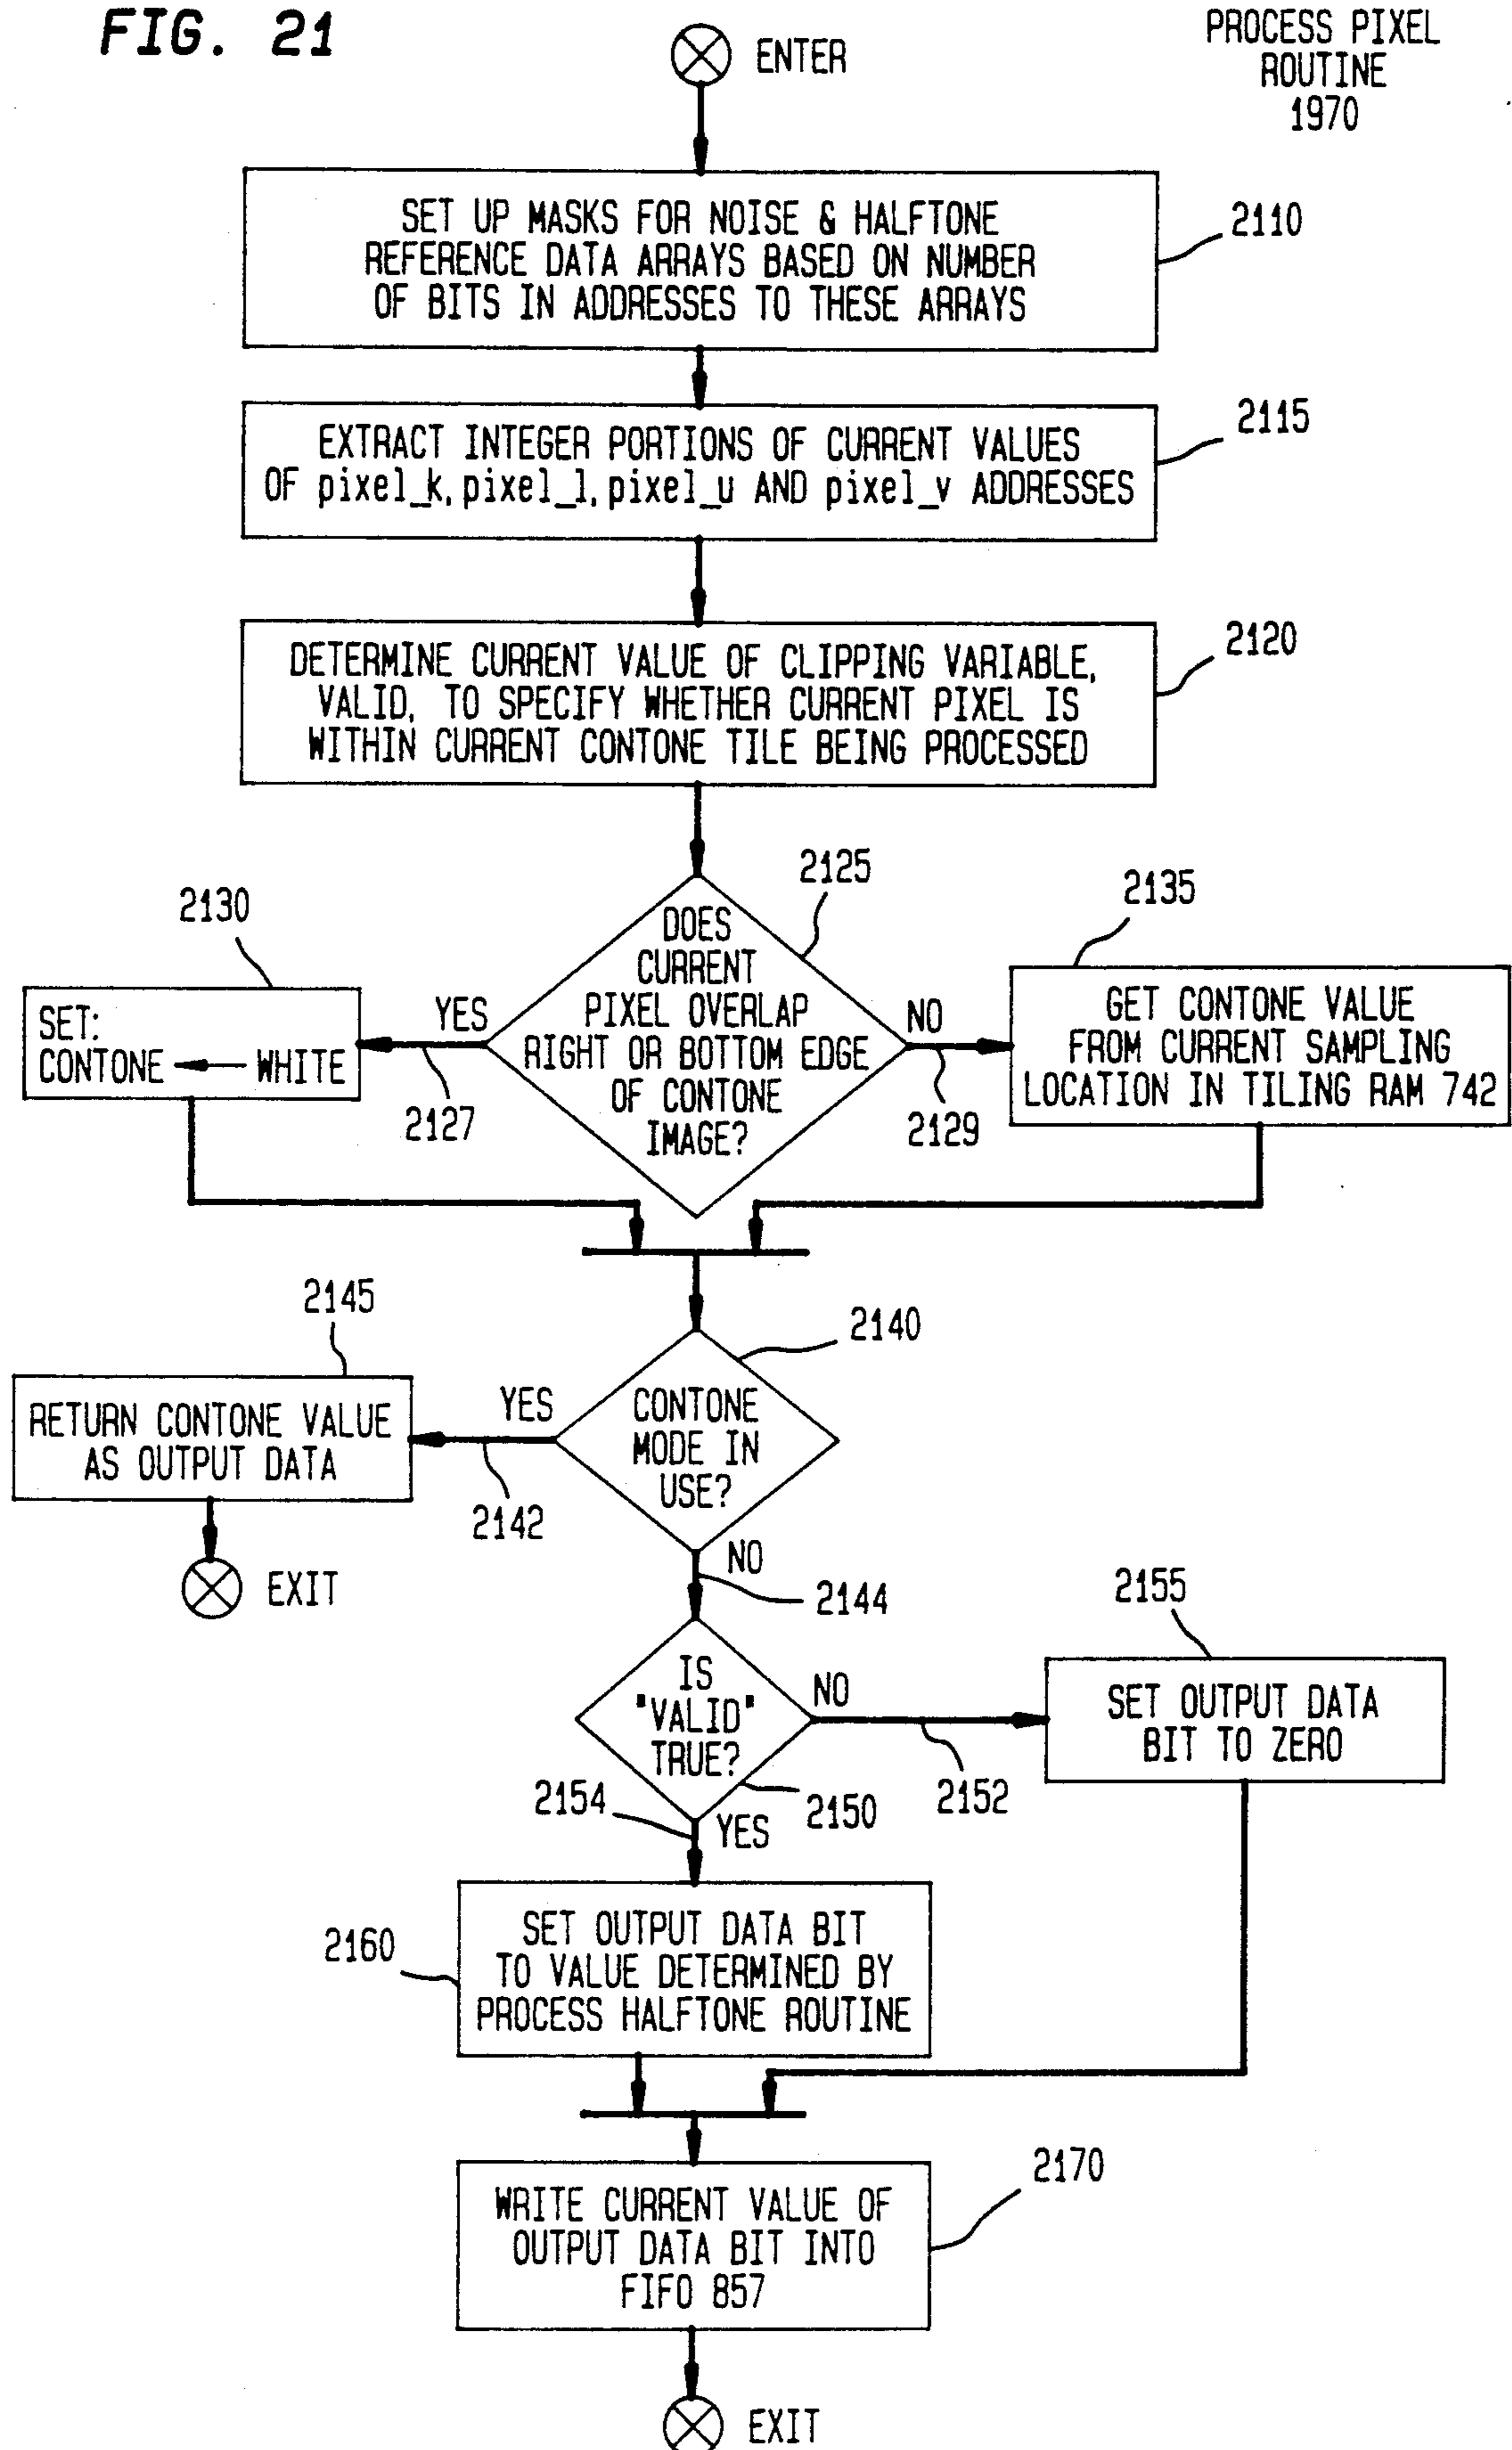 FIG. 21
ENTER
PROCESS PIXEL
ROUTINE
1970
SET UP MASKS FOR NOISE & HALFTONE
REFERENCE DATA ARRAYS BASED ON NUMBER
OF BITS IN ADDRESSES TO THESE ARRAYS
2110
EXTRACT INTEGER PORTIONS OF CURRENT VALUES
OF pixel_k, pixel_l, pixel_u AND pixel_v ADDRESSES
2115
DETERMINE CURRENT VALUE OF CLIPPING VARIABLE,
VALID, TO SPECIFY WHETHER CURRENT PIXEL IS
WITHIN CURRENT CONTONE TILE BEING PROCESSED
2120
2125
DOES
CURRENT
PIXEL OVERLAP
RIGHT OR BOTTOM EDGE
OF CONTONE
IMAGE?
2130
YES
2127
SET:
CONTONE ← WHITE
2135
NO
2129
GET CONTONE VALUE
FROM CURRENT SAMPLING
LOCATION IN TILING RAM 742
2140
CONTONE
MODE IN
USE?
2145
YES
2142
RETURN CONTONE VALUE
AS OUTPUT DATA
EXIT
NO
2144
IS
"VALID"
TRUE?
2150
NO
2152
2155
SET OUTPUT DATA
BIT TO ZERO
2154
YES
2160
SET OUTPUT DATA BIT
TO VALUE DETERMINED BY
PROCESS HALFTONE ROUTINE
2170
WRITE CURRENT VALUE OF
OUTPUT DATA BIT INTO
FIFO 857
EXIT